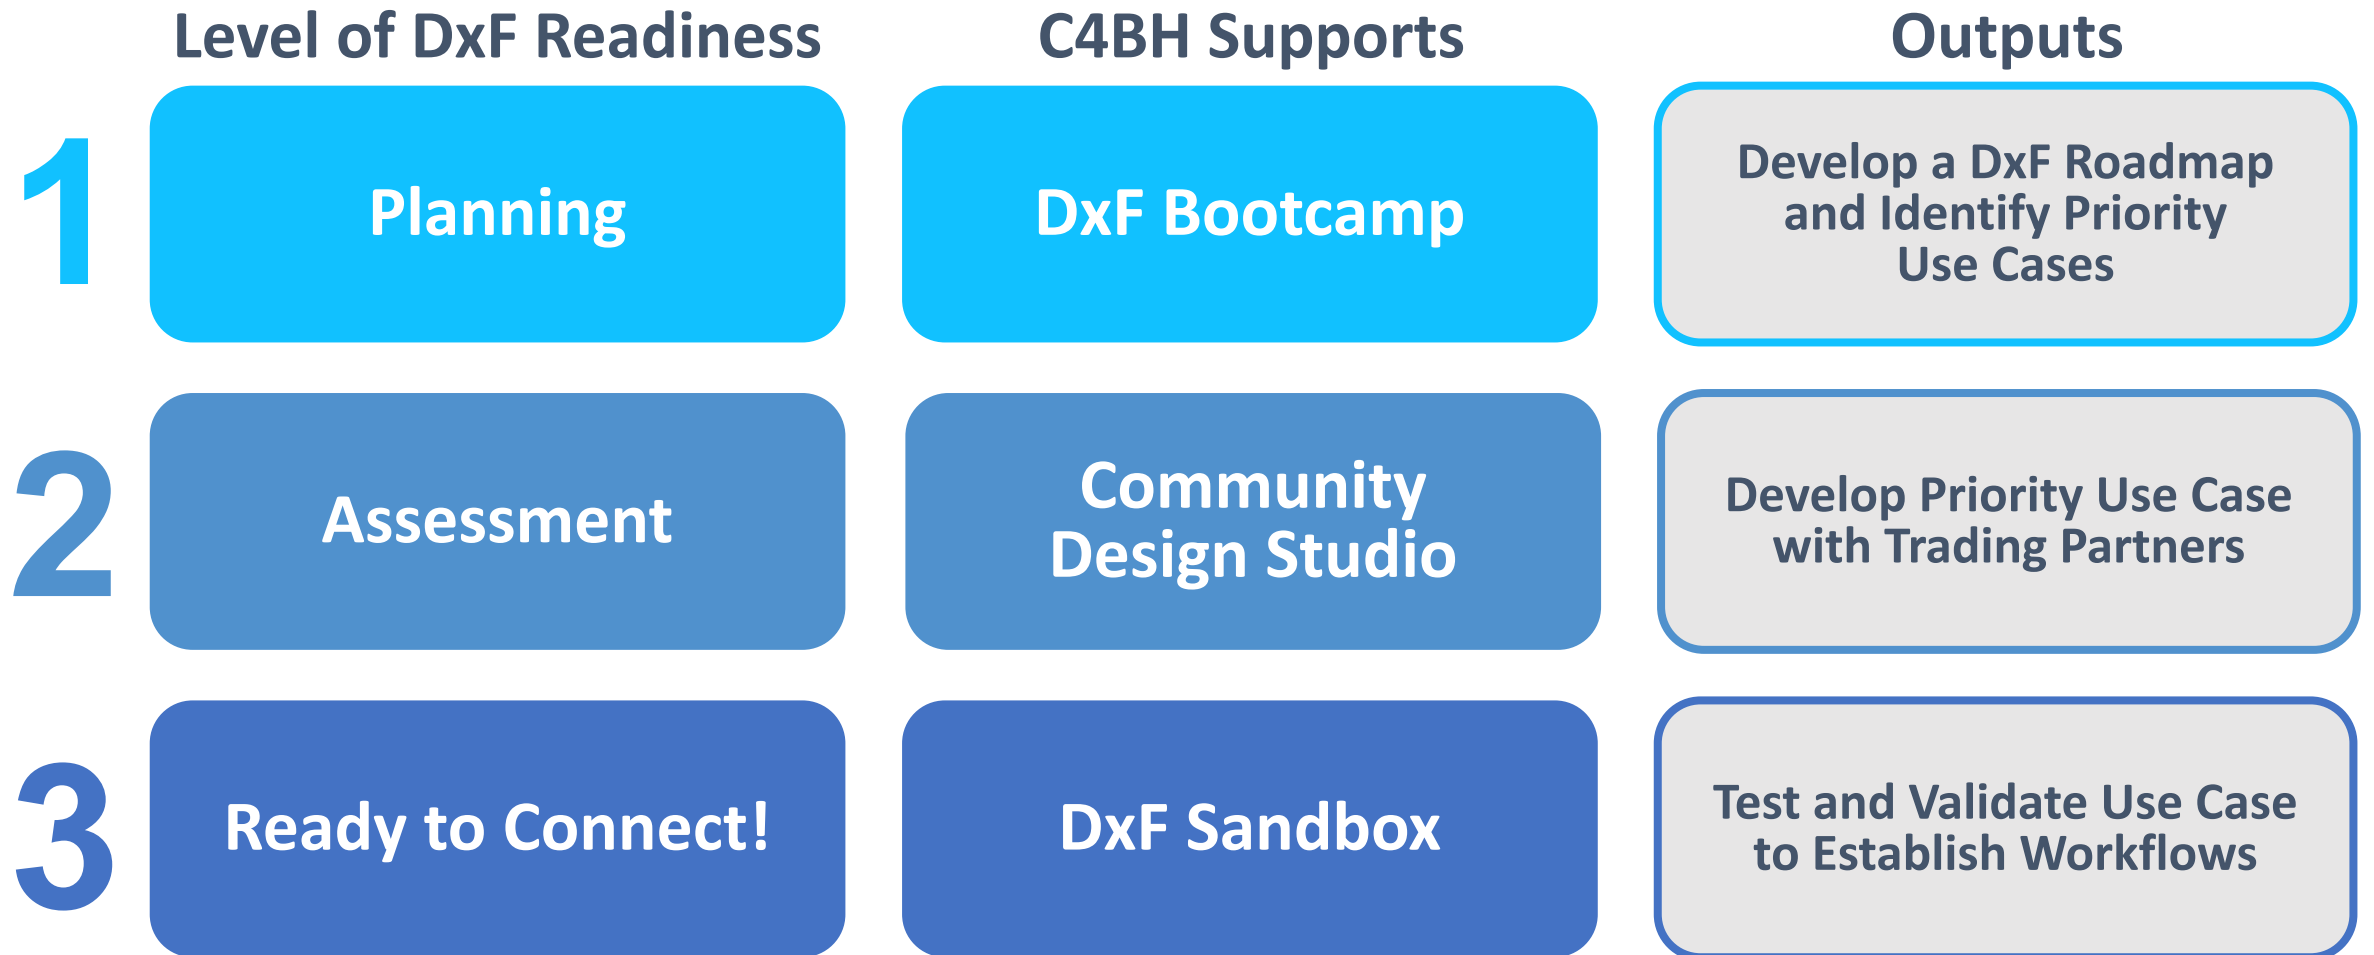 Level of DxF Readiness
C4BH Supports
Outputs
1
Planning
DxF Bootcamp
Develop a DxF Roadmap
and Identify Priority
Use Cases
2
Assessment
Community
Design Studio
Develop Priority Use Case
with Trading Partners
3
Ready to Connect!
DxF Sandbox
Test and Validate Use Case
to Establish Workflows